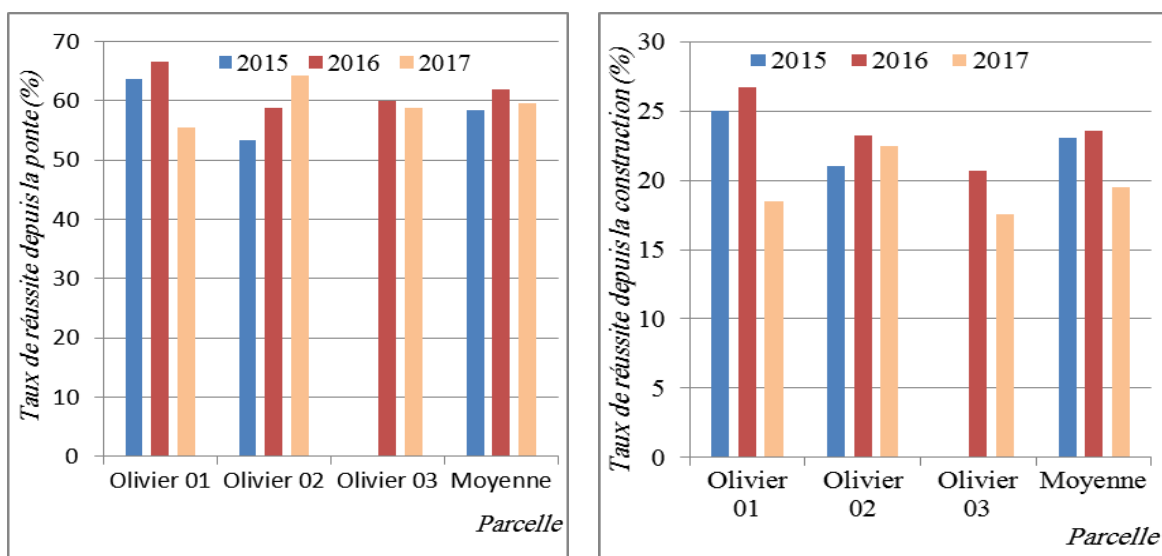 Taux de réussite depuis la ponte (%)
70
60
50
40
30
20
10
0
2015 2016 2017
Olivier 01 Olivier 02 Olivier 03 Moyenne
Parcelle
Taux de réussite depuis la construction (%)
30
25
20
15
10
5
0
2015 2016 2017
Olivier Olivier Olivier Moyenne
01 02 03
Parcelle